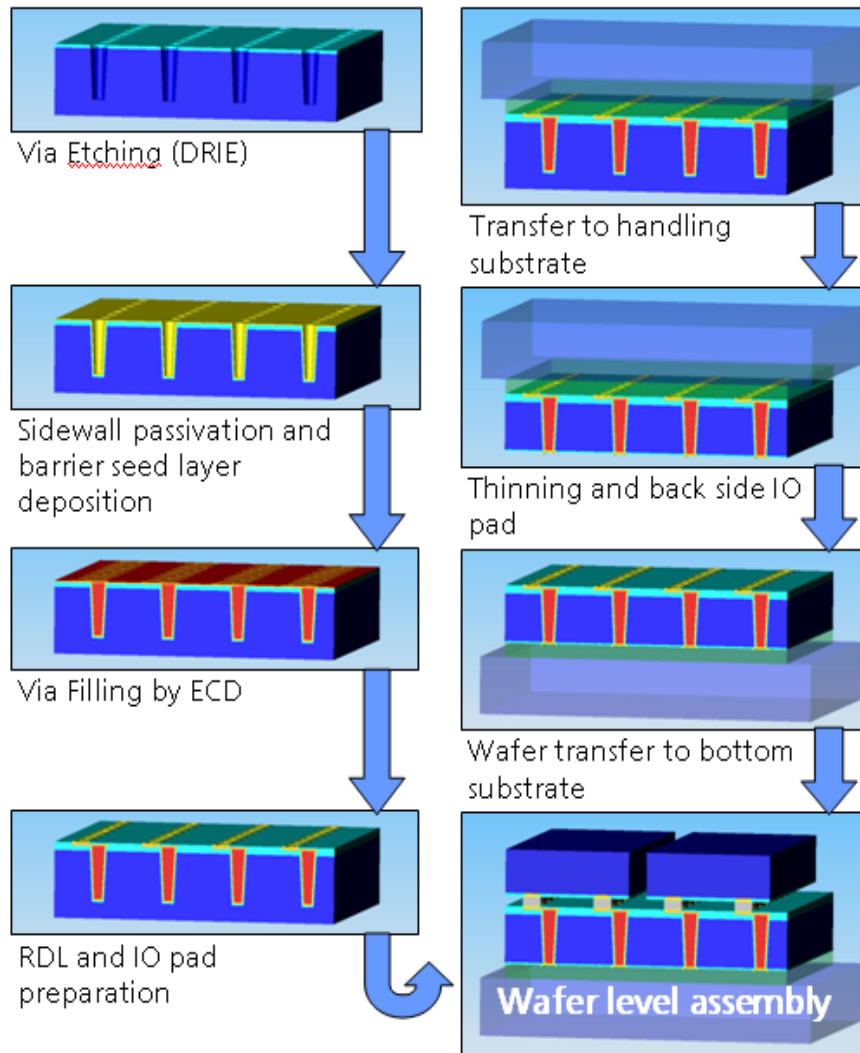 Via Etching (DRIE)
Sidewall passivation and
barrier seed layer
deposition
Via Filling by ECD
RDL and IO pad
preparation
Transfer to handling
substrate
Thinning and back side IO
pad
Wafer transfer to bottom
substrate
Wafer level assembly